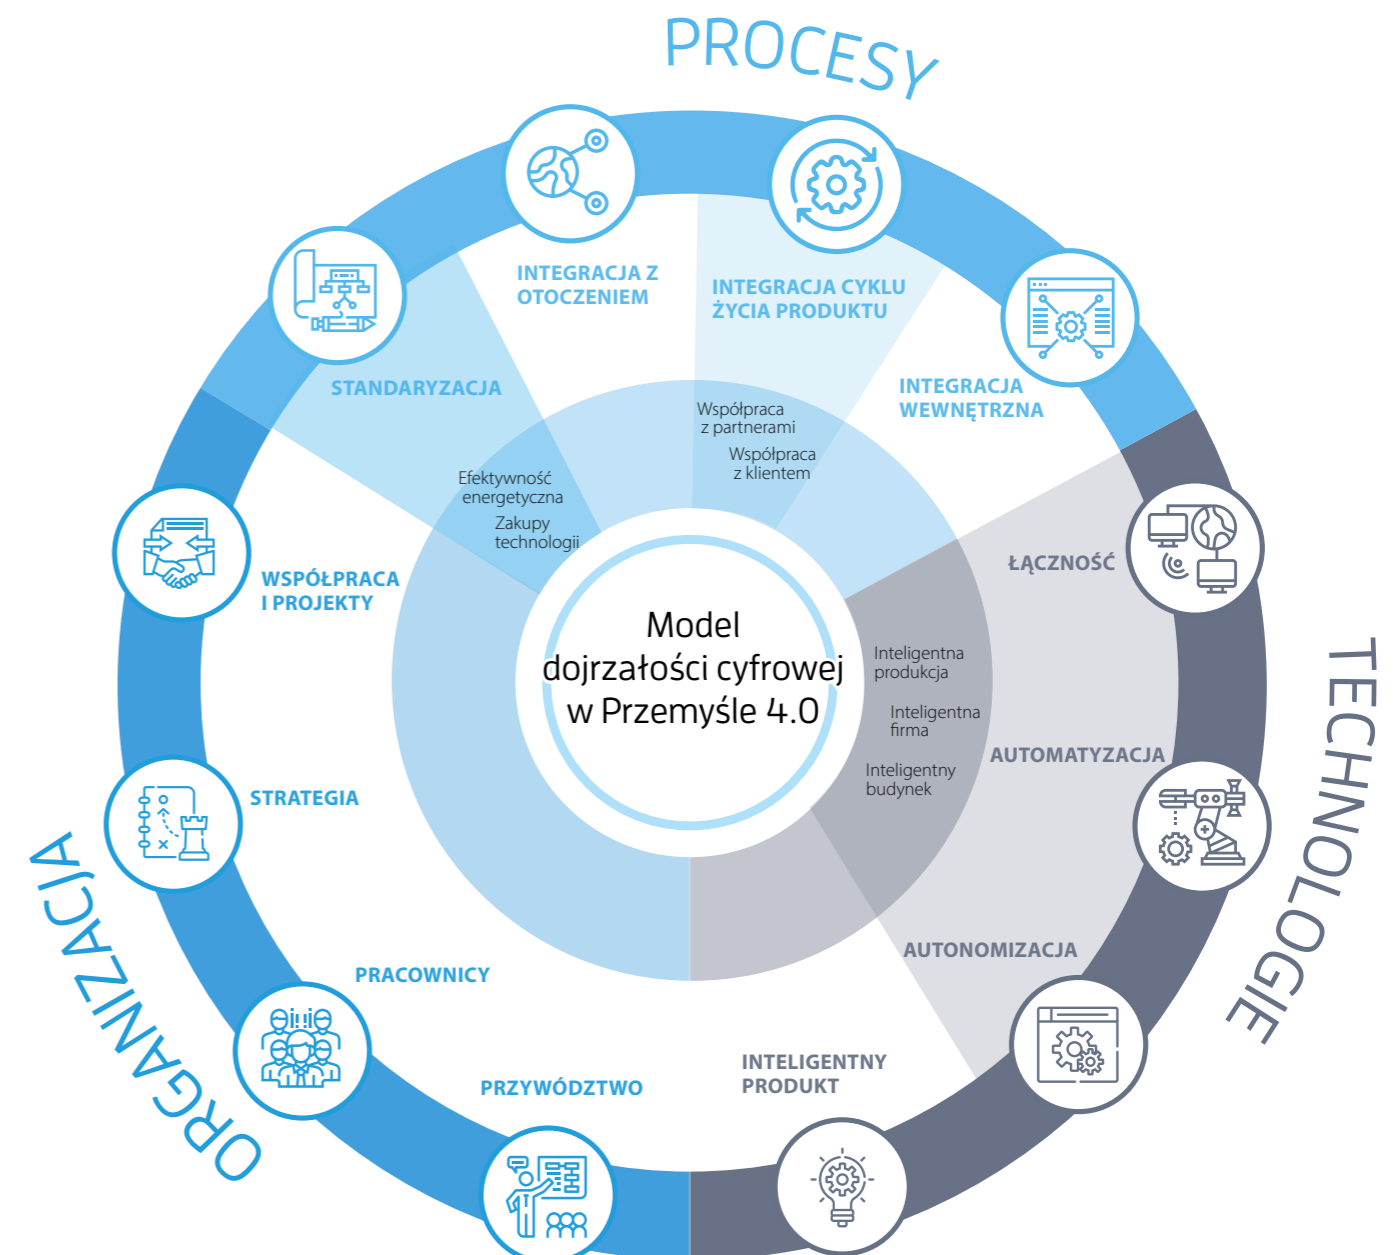 PROCESY
INTEGRACJA Z
OTOCZENIEM
INTEGRACJA CYKLU
ŻYCIA PRODUKTU
STANDARYZACJA
INTEGRACJA
WEWNĘTRZNA
Współpraca
z partnerami
Współpraca
z klientem
Efektywność
energetyczna
Zakupy
technologii
WSPÓŁPRACA
I PROJEKTY
ŁĄCZNOŚĆ
Model
dojrzałości cyfrowej
w Przemyśle 4.0
Inteligentna
produkcja
Inteligentna
firma
Inteligentny
budynek
TECHNOLOGIE
AUTOMATYZACJA
STRATEGIA
ORGANIZACJA
AUTONOMIZACJA
PRACOWNICY
INTELIGENTNY
PRODUKT
PRZYWÓDZTWO